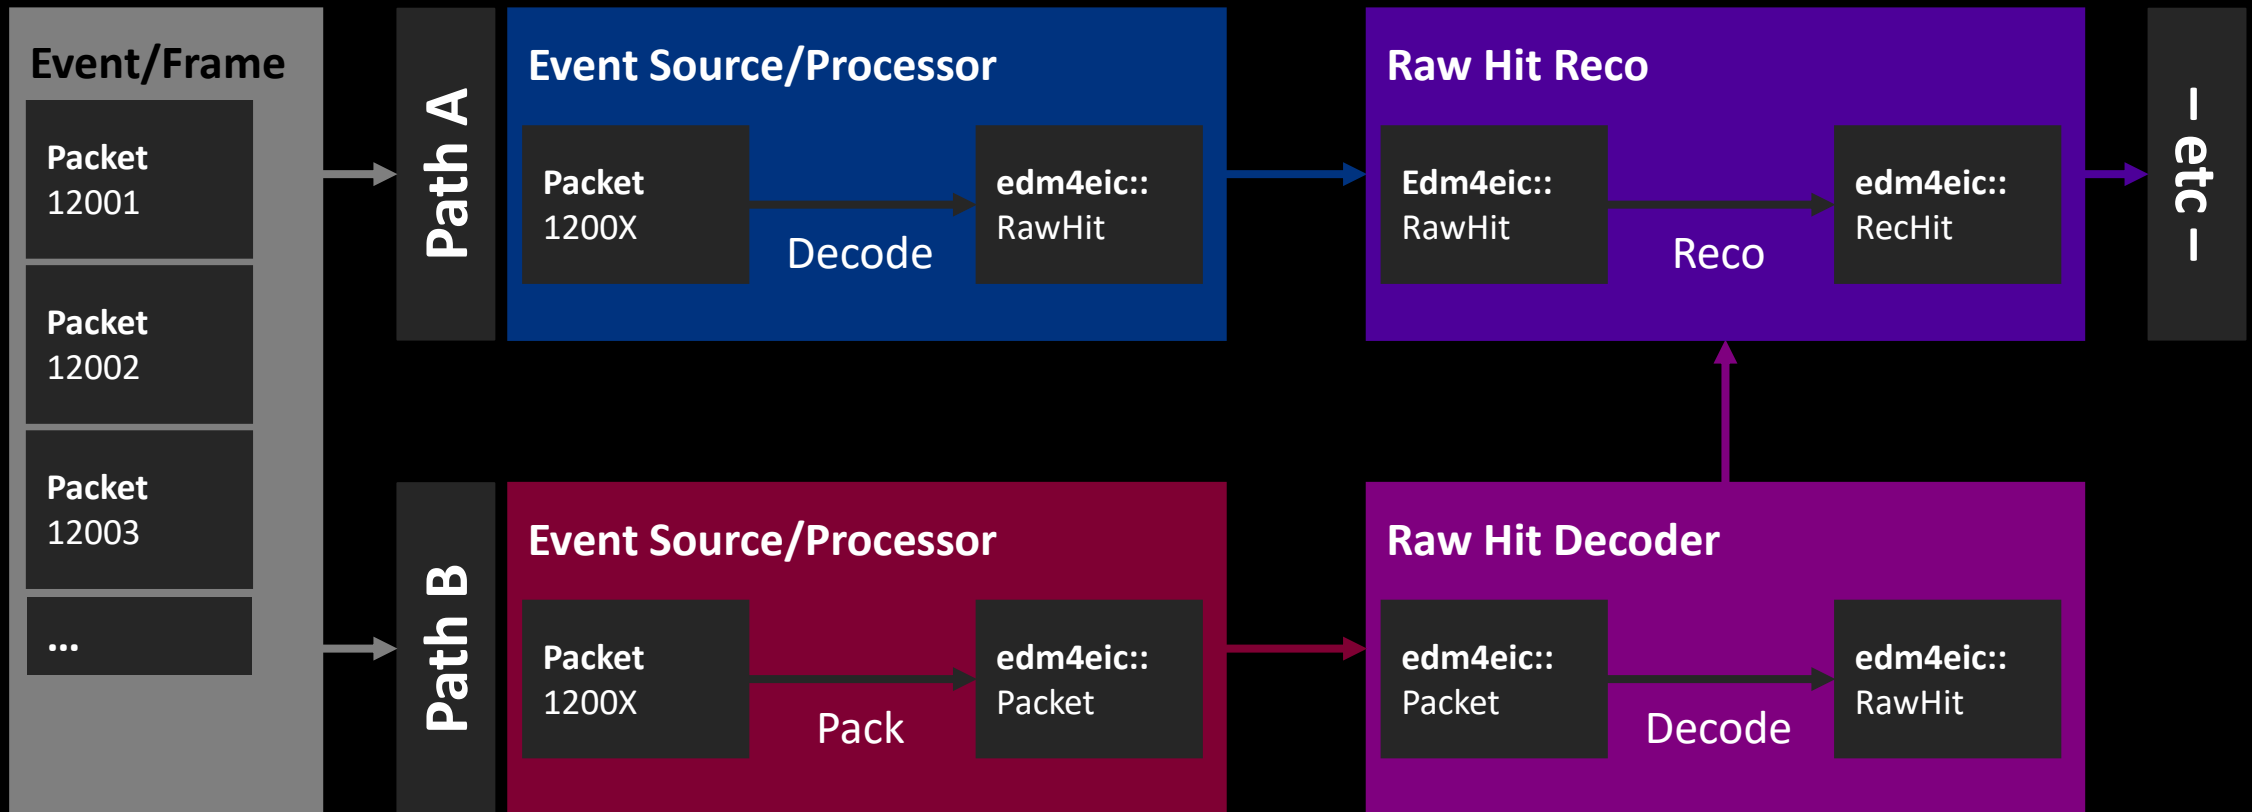 Event/Frame
Packet
12001
Packet
12002
Packet
12003
...
Path A
Event Source/Processor
Packet
1200X
Decode
edm4eic::
RawHit
Raw Hit Reco
Edm4eic::
RawHit
Reco
edm4eic::
RecHit
– etc –
Path B
Event Source/Processor
Packet
1200X
Pack
edm4eic::
Packet
Raw Hit Decoder
edm4eic::
Packet
Decode
edm4eic::
RawHit